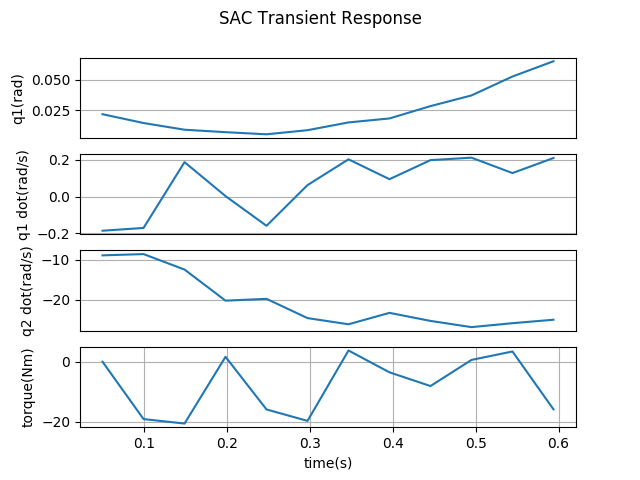 SAC Transient Response
q1(rad)
0.050
0.025
q1 dot(rad/s)
0.2
0.0
−0.2
q2 dot(rad/s)
−10
−20
torque(Nm)
0
−20
0.1 0.2 0.3 0.4 0.5 0.6
time(s)